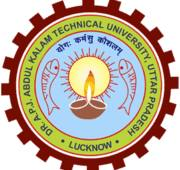 DR. A.P.J. ABDUL KALAM TECHNICAL UNIVERSITY, UTTAR PRADESH
योगः कर्मसु कौशलम्
LUCKNOW